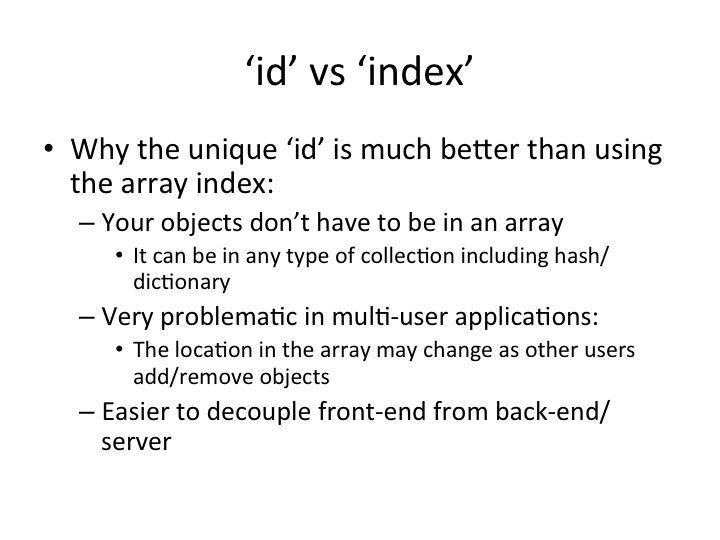 ‘id’ vs ‘index’
• Why the unique ‘id’ is much better than using
the array index:
– Your objects don’t have to be in an array
• It can be in any type of collection including hash/
dictionary
– Very problematic in multi-user applications:
• The location in the array may change as other users
add/remove objects
– Easier to decouple front-end from back-end/
server